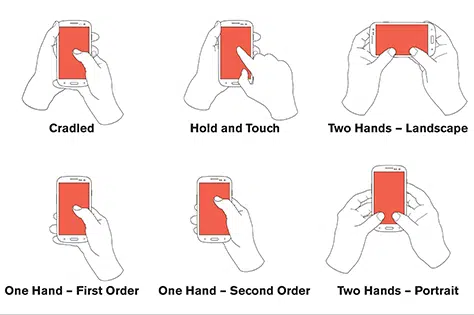 Cradled
Hold and Touch
Two Hands – Landscape
One Hand – First Order
One Hand – Second Order
Two Hands – Portrait